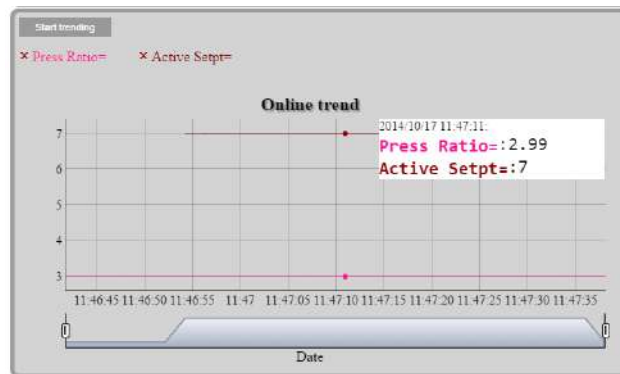 Start trending
× Press Ratio= × Active Setpt=
Online trend
2014/10/17 11:47:11:
Press Ratio=:2.99
Active Setpt=:7
7
6
5
4
3
11:46:45 11:46:50 11:46:55 11:47 11:47:05 11:47:10 11:47:15 11:47:20 11:47:25 11:47:30 11:47:35
Date